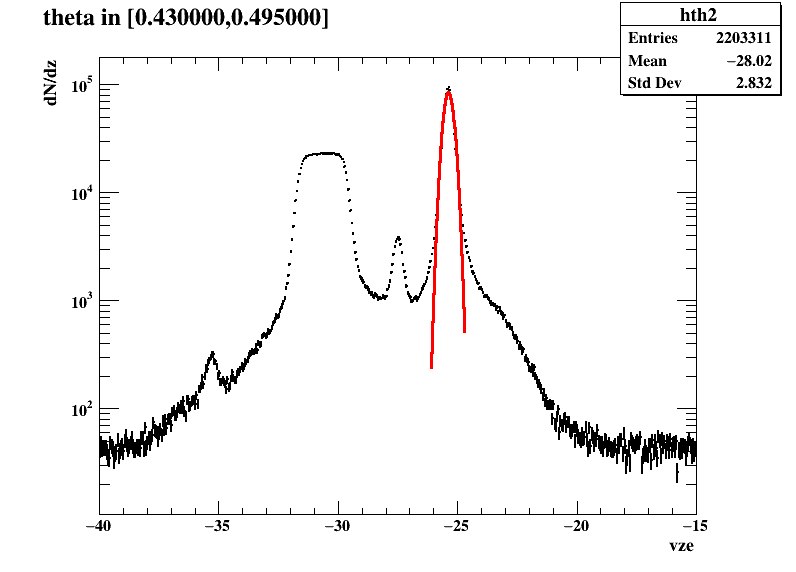 theta in [0.430000,0.495000]
hth2
Entries 2203311
Mean −28.02
Std Dev 2.832
dN/dz
10^5
10^4
10^3
10^2
−40 −35 −30 −25 −20 −15
vze